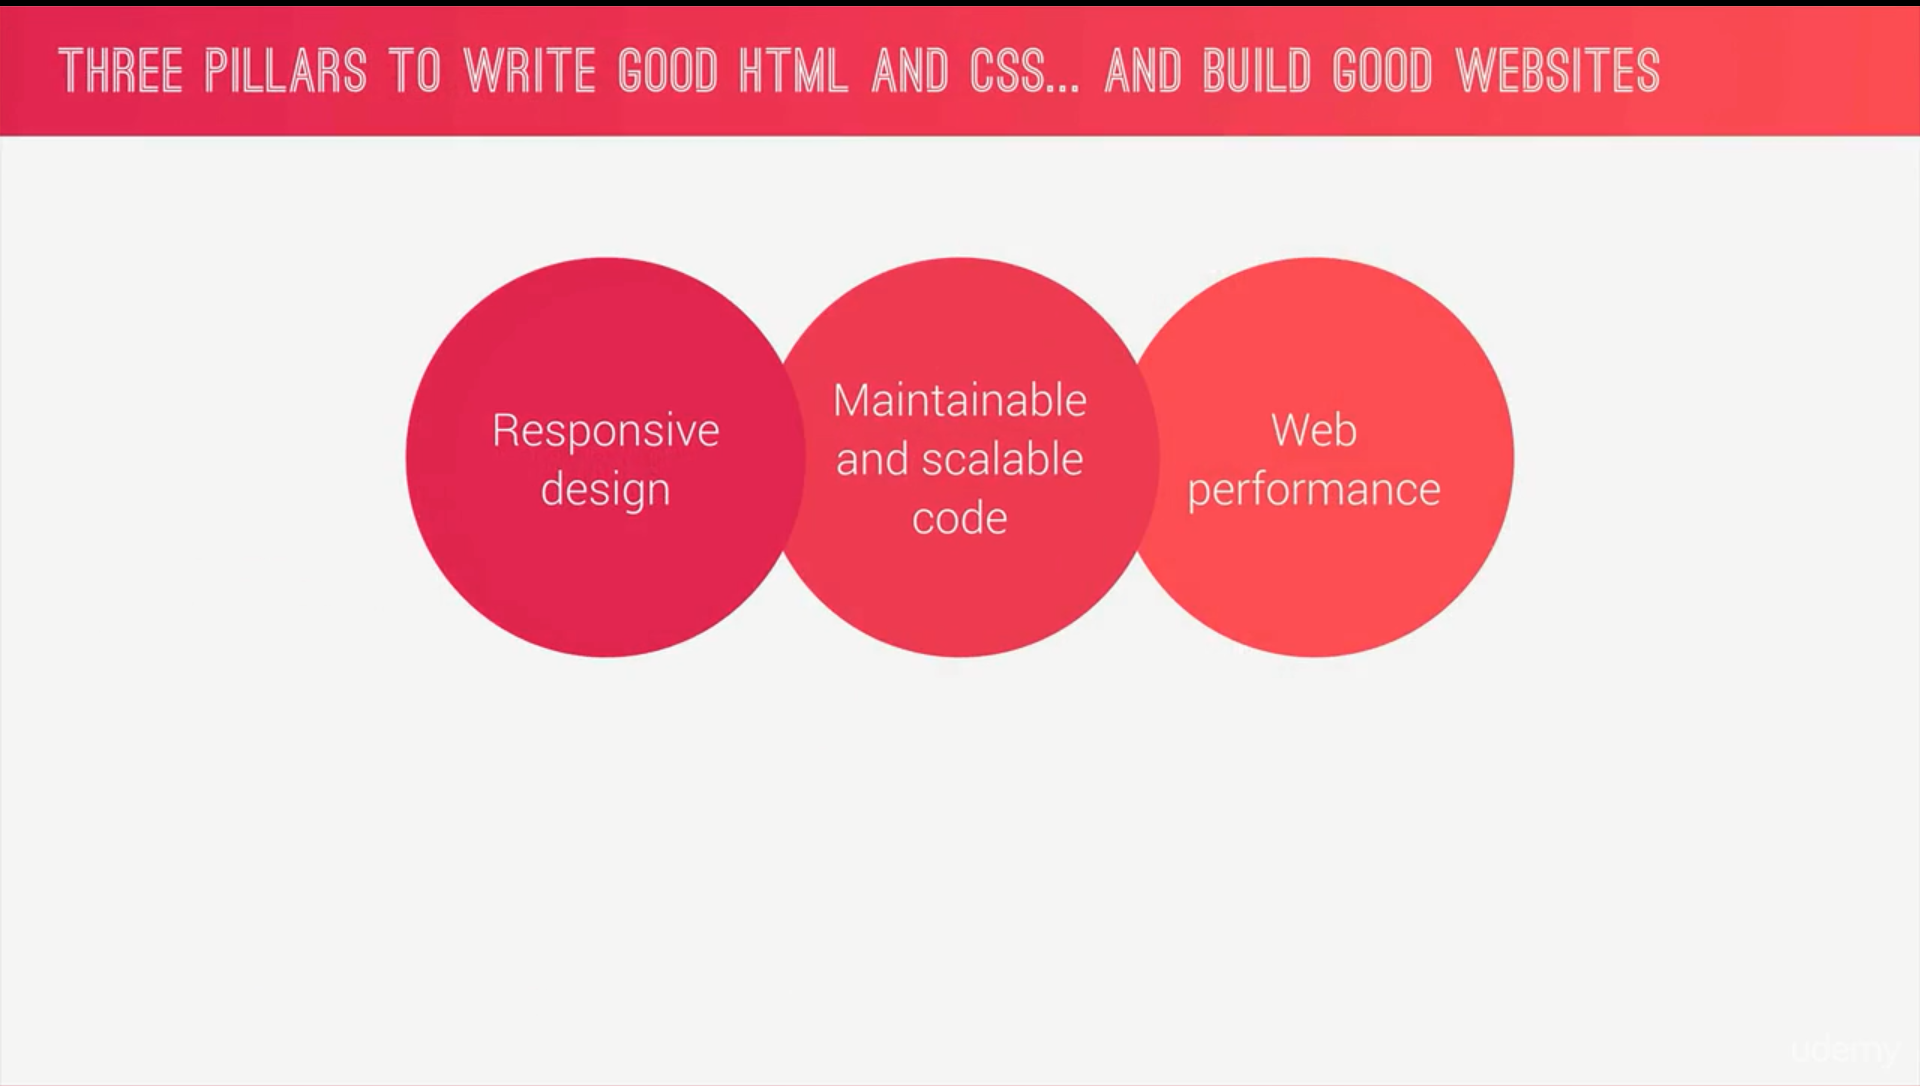 THREE PILLARS TO WRITE GOOD HTML AND CSS... AND BUILD GOOD WEBSITES
Responsive
design
Maintainable
and scalable
code
Web
performance
udemy